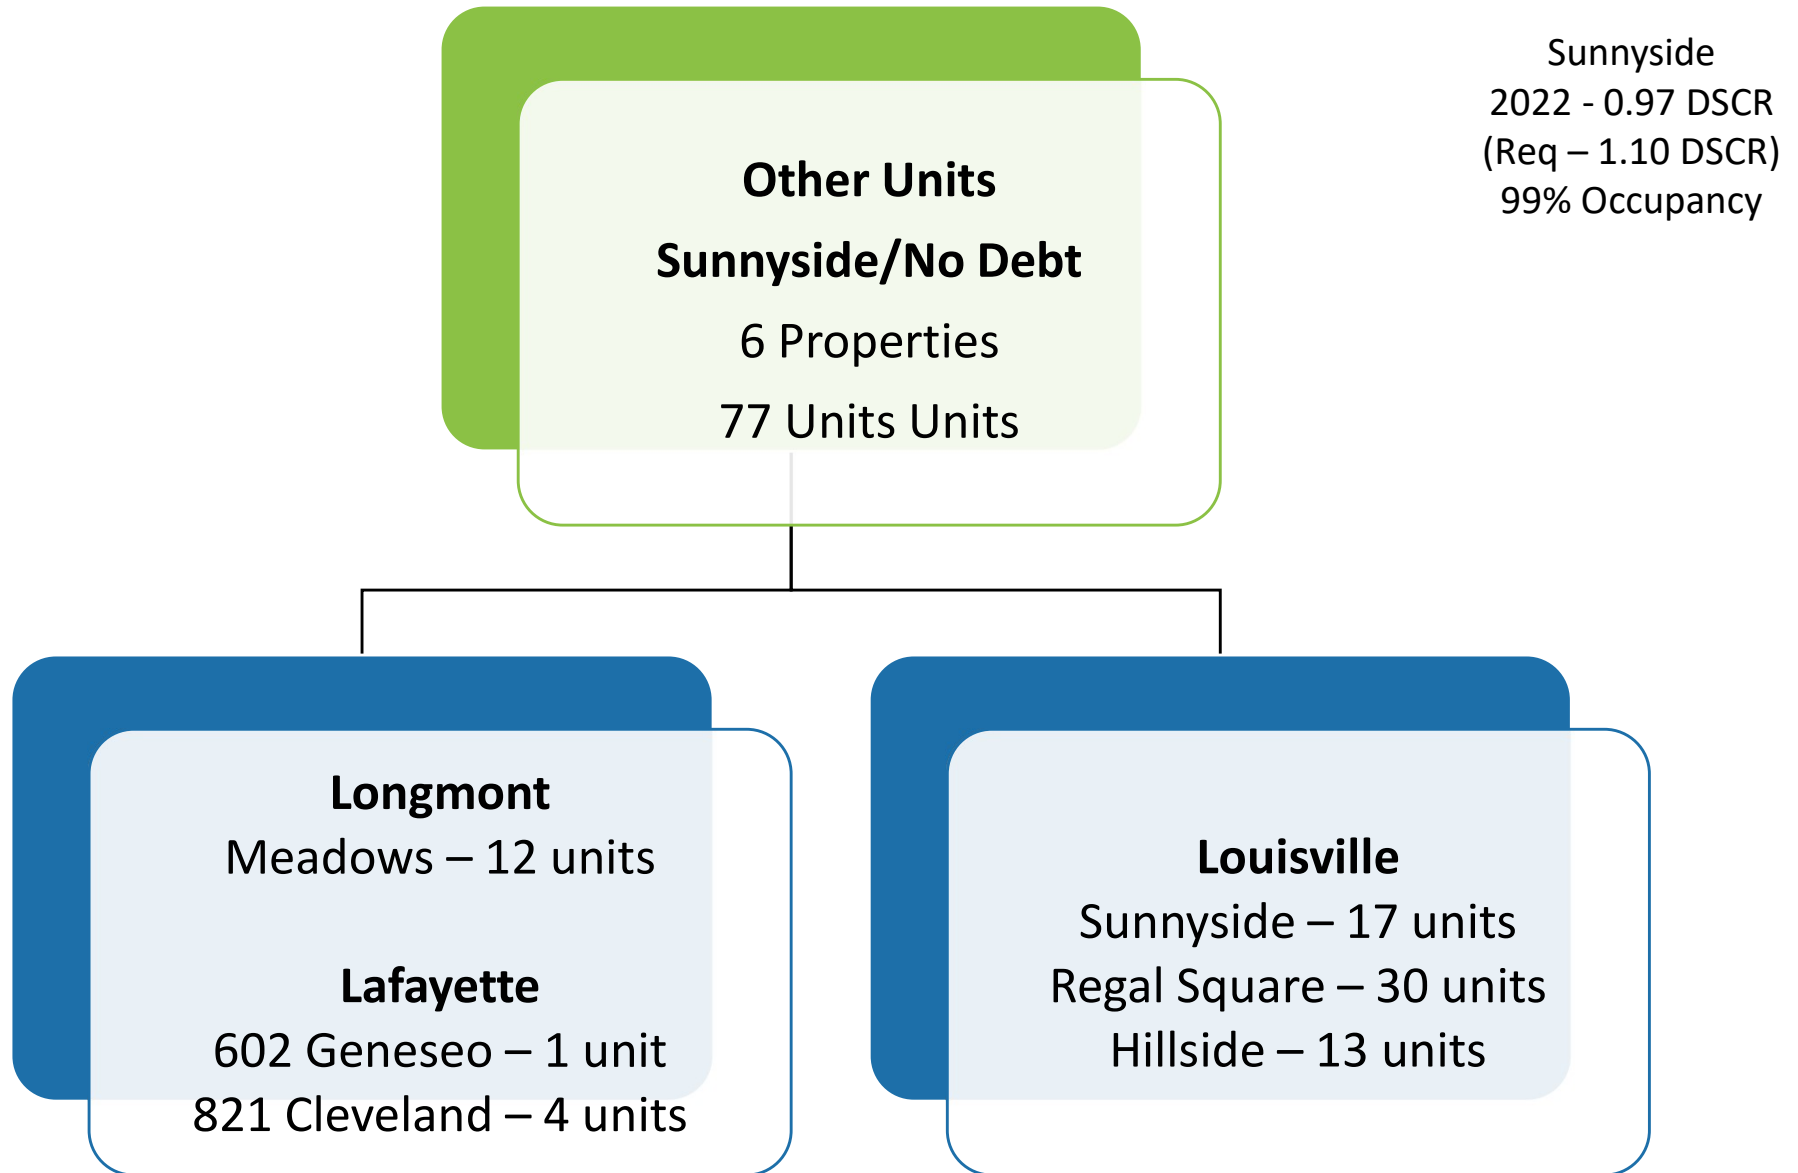 Sunnyside
2022 - 0.97 DSCR
(Req – 1.10 DSCR)
99% Occupancy
Other Units
Sunnyside/No Debt
6 Properties
77 Units Units
Longmont
Meadows – 12 units
Lafayette
602 Geneseo – 1 unit
821 Cleveland – 4 units
Louisville
Sunnyside – 17 units
Regal Square – 30 units
Hillside – 13 units